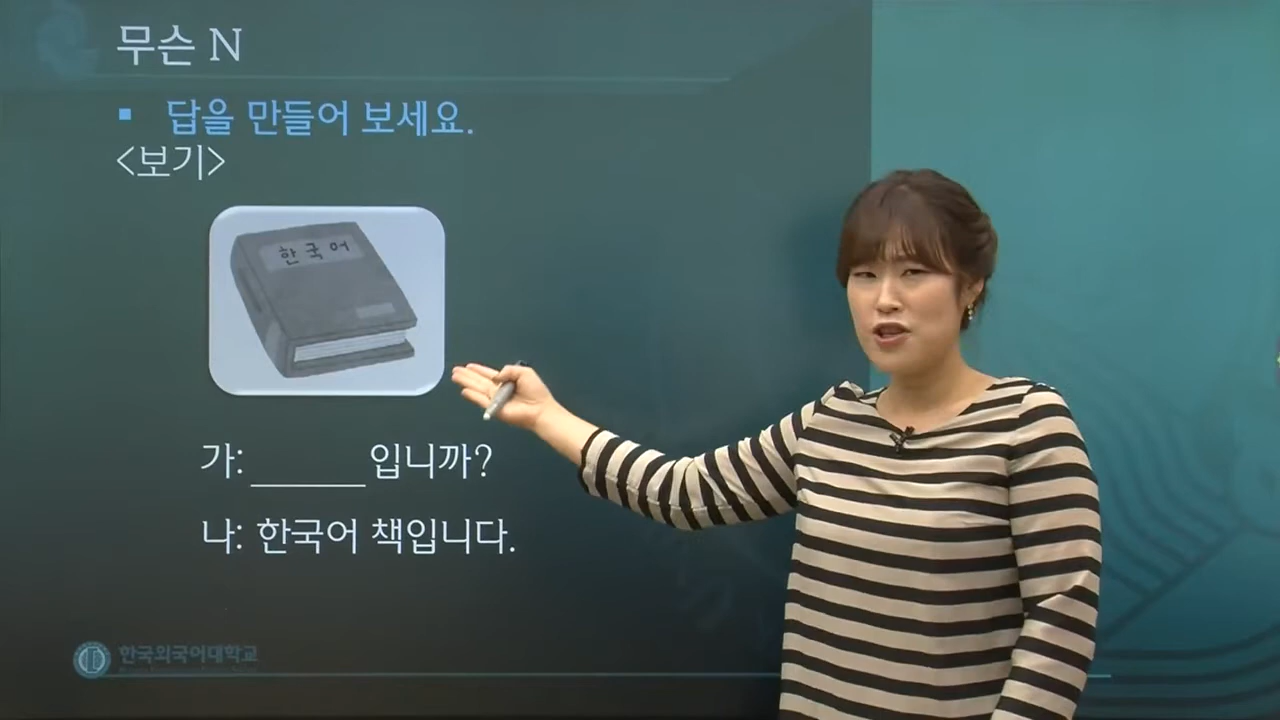 무슨 N
▪ 답을 만들어 보세요.
<보기>
한국어
가: ______ 입니까?
나: 한국어 책입니다.
한국외국어대학교